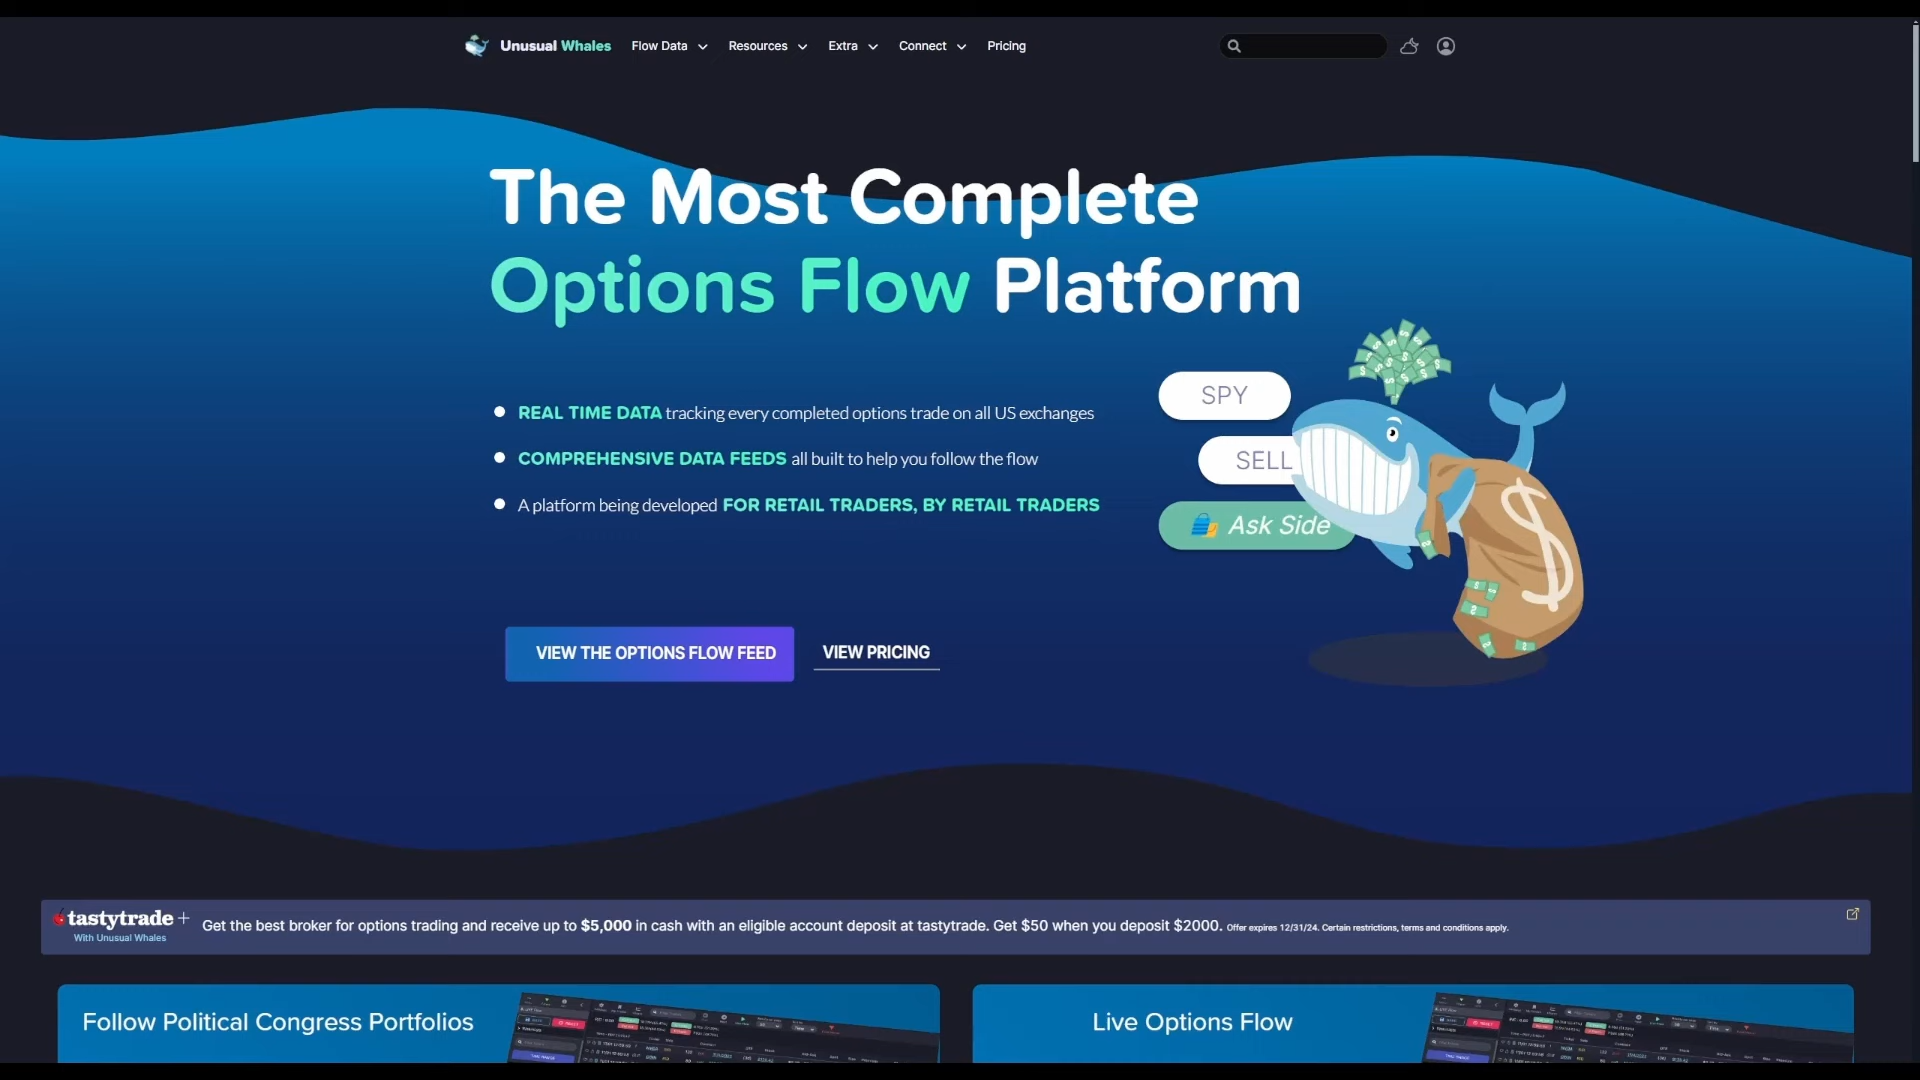 Unusual Whales Flow Data Resources Extra Connect Pricing
The Most Complete
Options Flow Platform
REAL TIME DATA tracking every completed options trade on all US exchanges
COMPREHENSIVE DATA FEEDS all built to help you follow the flow
A platform being developed FOR RETAIL TRADERS, BY RETAIL TRADERS
SPY
SELL
Ask Side
VIEW THE OPTIONS FLOW FEED VIEW PRICING
tastytrade +
With Unusual Whales
Get the best broker for options trading and receive up to $5,000 in cash with an eligible account deposit at tastytrade. Get $50 when you deposit $2000. Offer expires 12/31/24. Certain restrictions, terms and conditions apply.
Follow Political Congress Portfolios
Live Options Flow